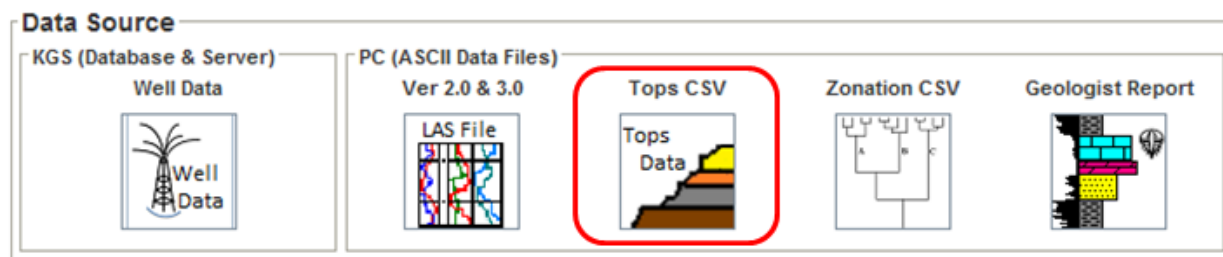 Data Source
KGS (Database & Server)
PC (ASCII Data Files)
Well Data
Ver 2.0 & 3.0
Tops CSV
Zonation CSV
Geologist Report
Well
Data
LAS File
Tops
Data
A
B
C